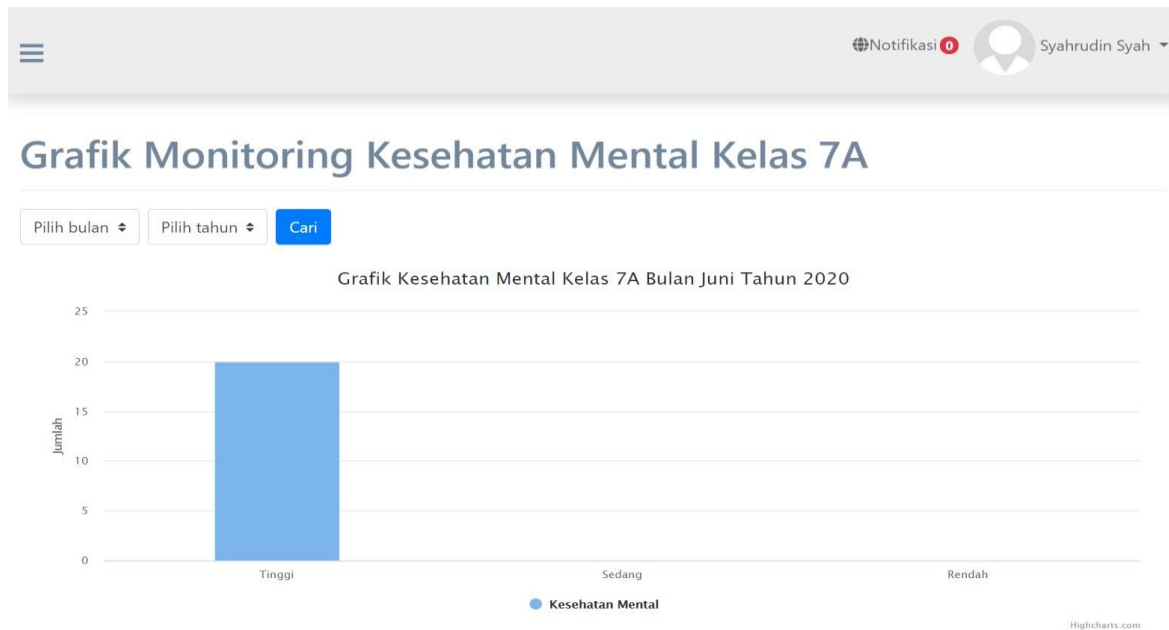 Notifikasi 0 Syahrudin Syah
Grafik Monitoring Kesehatan Mental Kelas 7A
Pilih bulan Pilih tahun Cari
Grafik Kesehatan Mental Kelas 7A Bulan Juni Tahun 2020
25
20
15
10
5
0
Jumlah
Tinggi Sedang Rendah
Kesehatan Mental
Highcharts.com